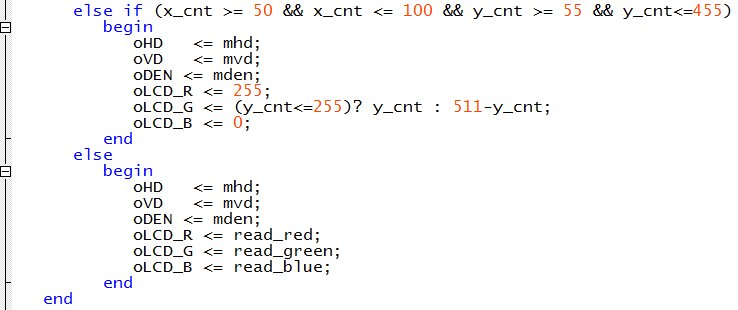 else if (x_cnt >= 50 && x_cnt <= 100 && y_cnt >= 55 && y_cnt<=455)
begin
oHD <= mhd;
oVD <= mvd;
oDEN <= mden;
oLCD_R <= 255;
oLCD_G <= (y_cnt<=255)? y_cnt : 511-y_cnt;
oLCD_B <= 0;
end
else
begin
oHD <= mhd;
oVD <= mvd;
oDEN <= mden;
oLCD_R <= read_red;
oLCD_G <= read_green;
oLCD_B <= read_blue;
end
end